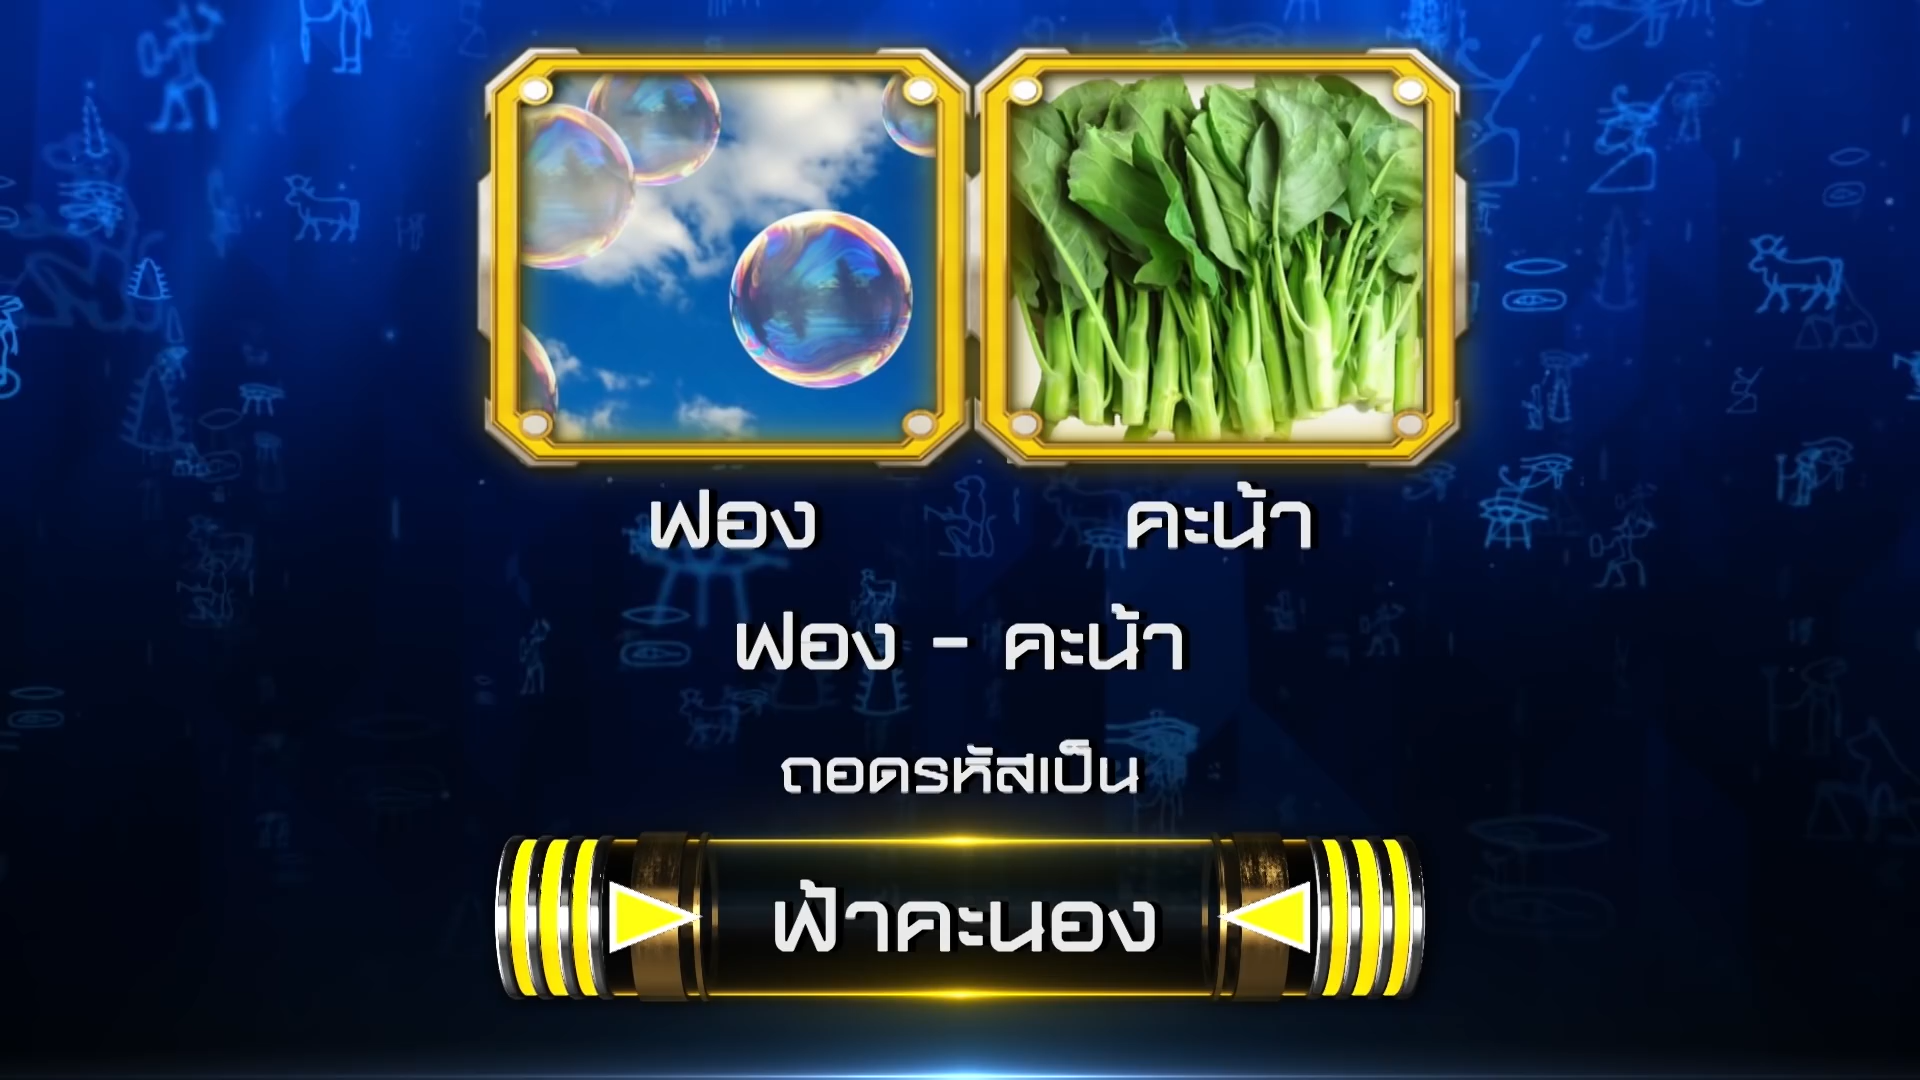 ฟอง คะน้า
ฟอง - คะน้า
ถอดรหัสเป็น
ฟ้าคะนอง